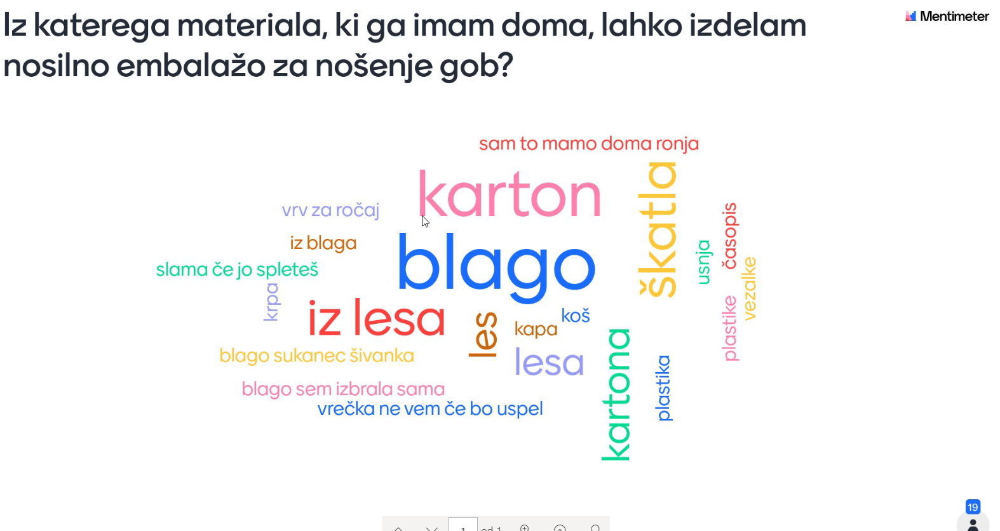 Iz katerega materiala, ki ga imam doma, lahko izdelam
nosilno embalažo za nošenje gob?
Mentimeter
sam to mamo doma ronja
karton
škatla
vrv za ročaj
časopis
iz blaga
blago
usnja
slama če jo spleteš
vezalke
krpa
iz lesa
les
koš
kapa
plastike
blago sukanec šivanka
lesa
kartona
plastika
blago sem izbrala sama
vrečka ne vem če bo uspel
19
1 od 1